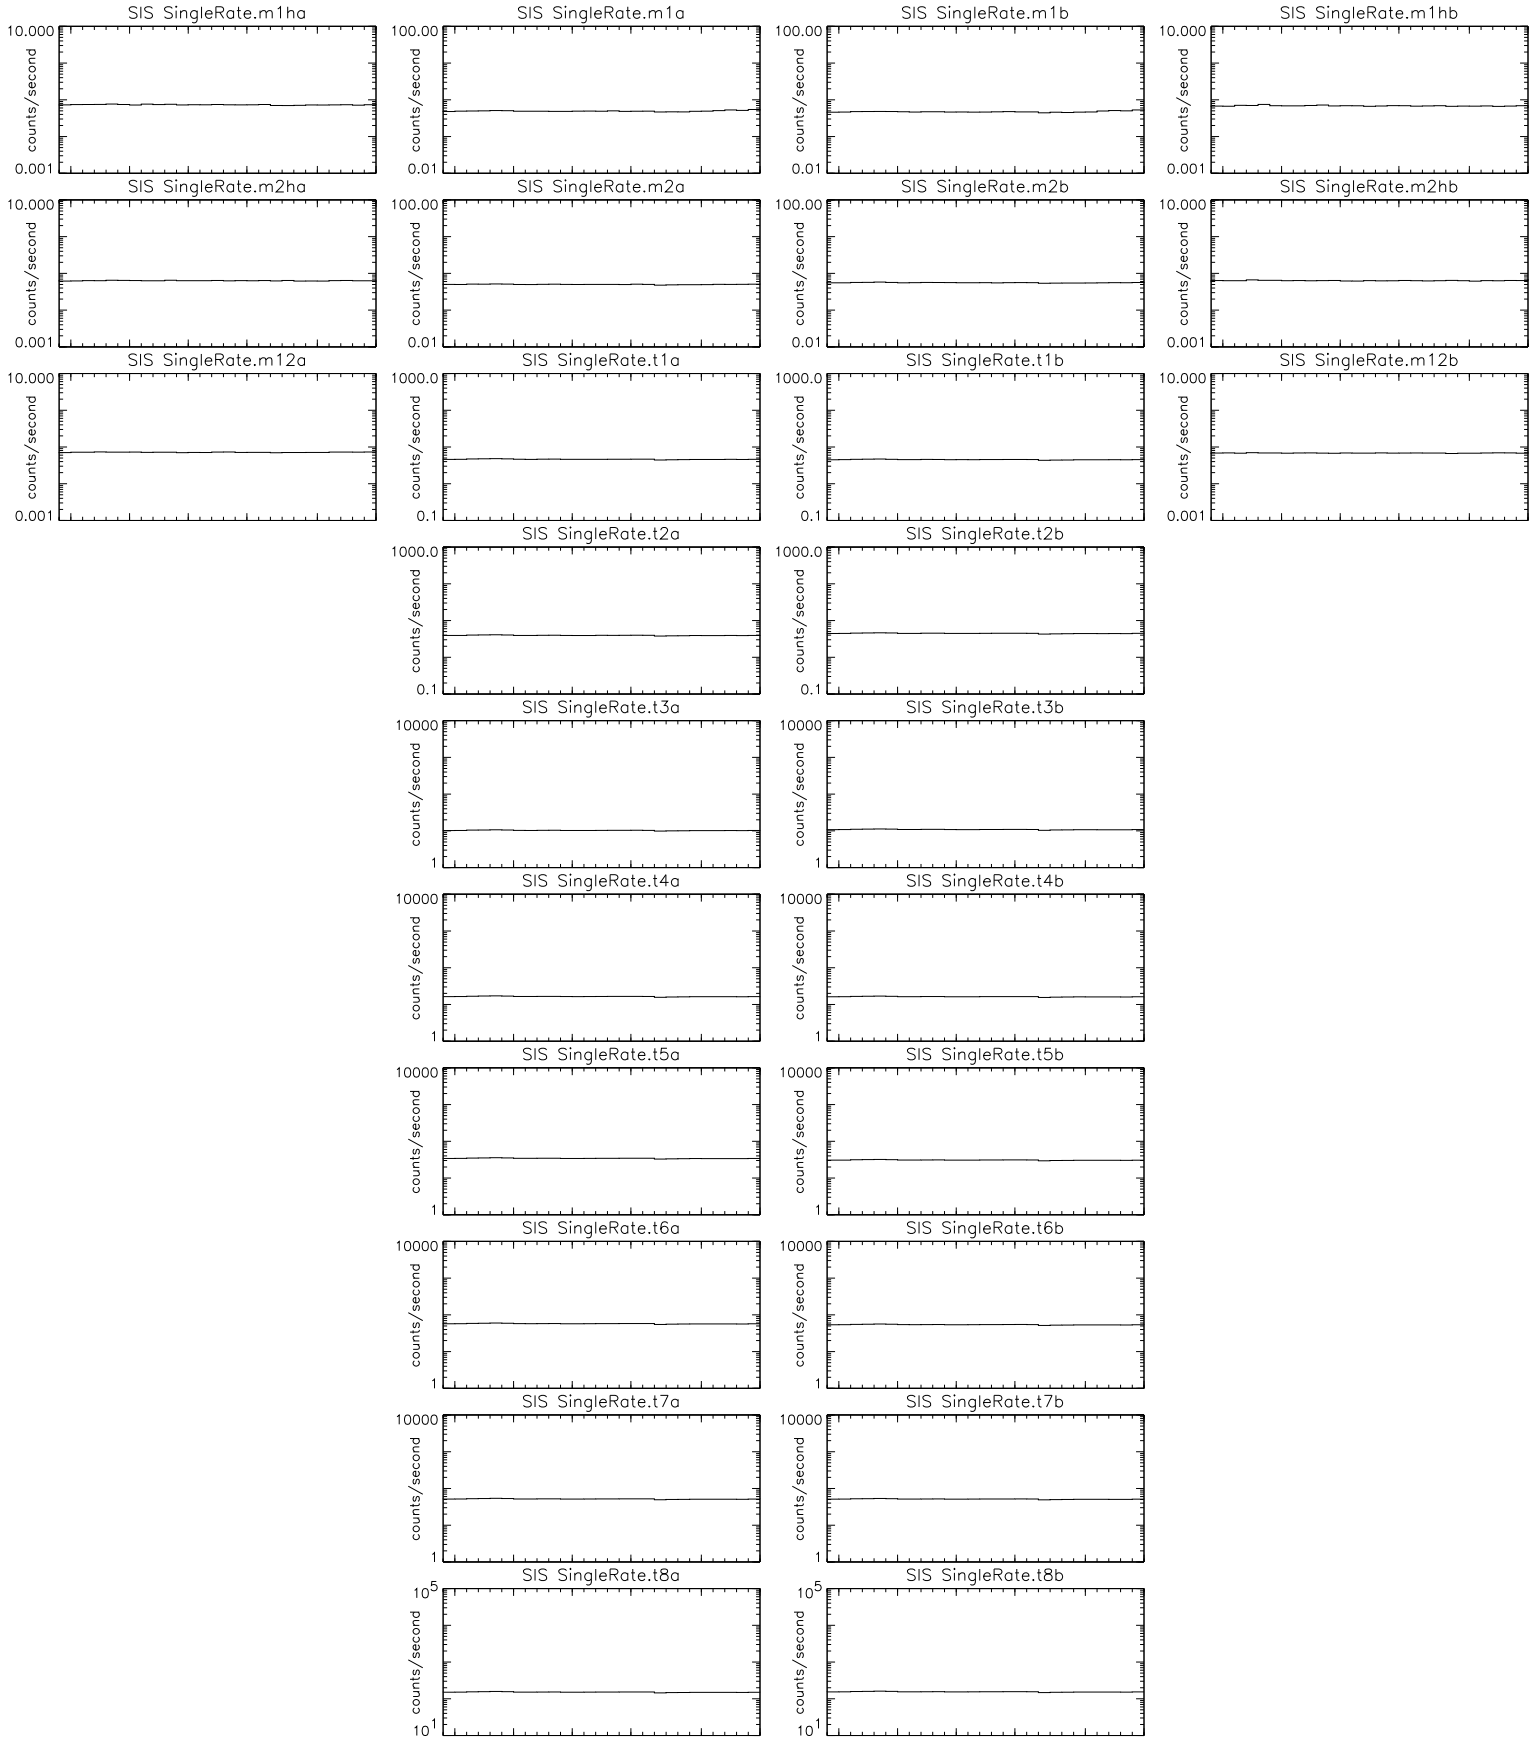 SIS SingleRate.m1ha
10.000
counts/second
0.001
SIS SingleRate.m1a
100.00
counts/second
0.01
SIS SingleRate.m1b
100.00
counts/second
0.01
SIS SingleRate.m1hb
10.000
counts/second
0.001
SIS SingleRate.m2ha
10.000
counts/second
0.001
SIS SingleRate.m2a
100.00
counts/second
0.01
SIS SingleRate.m2b
100.00
counts/second
0.01
SIS SingleRate.m2hb
10.000
counts/second
0.001
SIS SingleRate.m12a
10.000
counts/second
0.001
SIS SingleRate.t1a
1000.0
counts/second
0.1
SIS SingleRate.t1b
1000.0
counts/second
0.1
SIS SingleRate.m12b
10.000
counts/second
0.001
SIS SingleRate.t2a
1000.0
counts/second
0.1
SIS SingleRate.t2b
1000.0
counts/second
0.1
SIS SingleRate.t3a
10000
counts/second
1
SIS SingleRate.t3b
10000
counts/second
1
SIS SingleRate.t4a
10000
counts/second
1
SIS SingleRate.t4b
10000
counts/second
1
SIS SingleRate.t5a
10000
counts/second
1
SIS SingleRate.t5b
10000
counts/second
1
SIS SingleRate.t6a
10000
counts/second
1
SIS SingleRate.t6b
10000
counts/second
1
SIS SingleRate.t7a
10000
counts/second
1
SIS SingleRate.t7b
10000
counts/second
1
SIS SingleRate.t8a
10⁵
counts/second
10¹
SIS SingleRate.t8b
10⁵
counts/second
10¹